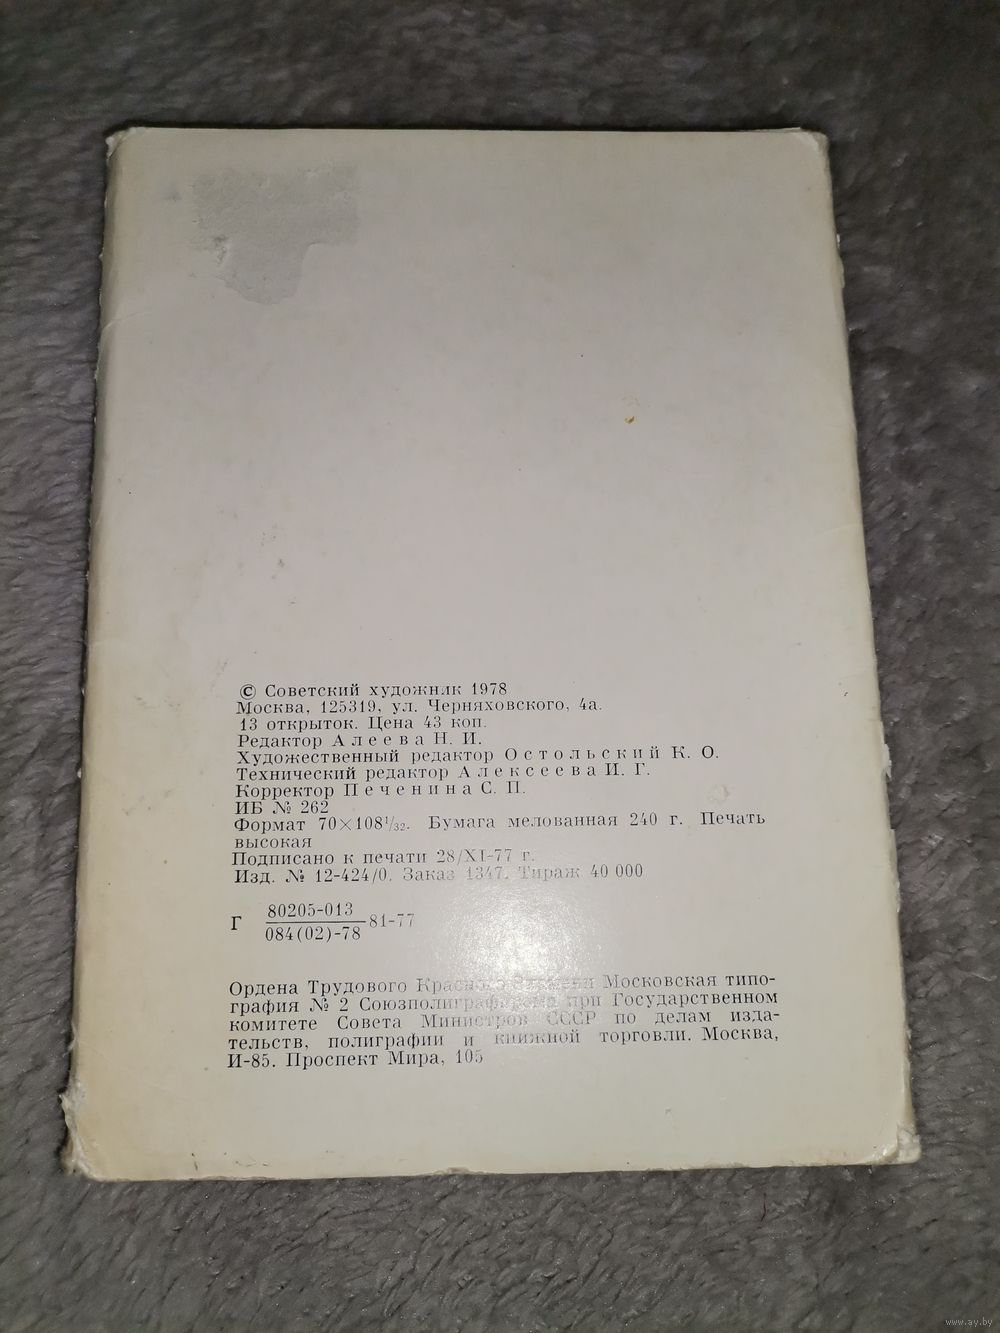 © Советский художник 1978
Москва, 125319, ул. Черняховского, 4а.
13 открыток. Цена 43 коп.
Редактор Алеева Н. И.
Художественный редактор Остольский К. О.
Технический редактор Алексеева И. Г.
Корректор Печенина С. П.
ИБ № 262
Формат 70×108¹/₃₂. Бумага мелованная 240 г. Печать
высокая
Подписано к печати 28/XI-77 г.
Изд. № 12-424/0. Заказ 1347. Тираж 40 000
Г 80205-013 81-77
084(02)-78
Ордена Трудового Красного Знамени Московская типо-
графия № 2 Союзполиграфпрома при Государственном
комитете Совета Министров СССР по делам изда-
тельств, полиграфии и книжной торговли. Москва,
И-85. Проспект Мира, 105
www.ay.by